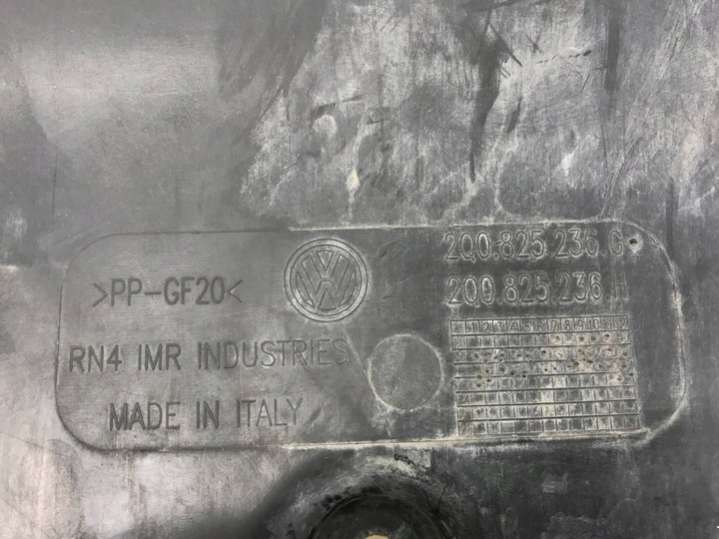 >PP-GF20<
RN4 IMR INDUSTRIES
MADE IN ITALY
2Q0.825.236.G
2Q0.825.236.H